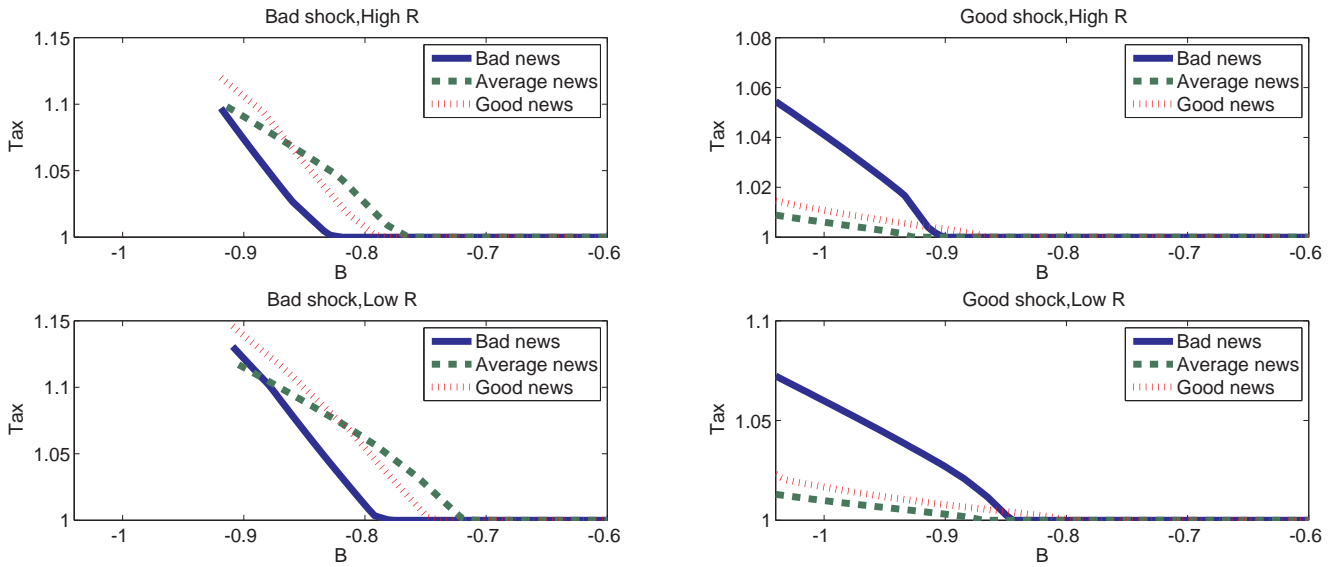 Bad shock,High R
1.15
1.1
1.05
1
Tax
-1
-0.9
-0.8
-0.7
-0.6
B
Bad news
Average news
Good news
Good shock,High R
1.08
1.06
1.04
1.02
1
Tax
-1
-0.9
-0.8
-0.7
-0.6
B
Bad news
Average news
Good news
Bad shock,Low R
1.15
1.1
1.05
1
Tax
-1
-0.9
-0.8
-0.7
-0.6
B
Bad news
Average news
Good news
Good shock,Low R
1.1
1.05
1
Tax
-1
-0.9
-0.8
-0.7
-0.6
B
Bad news
Average news
Good news